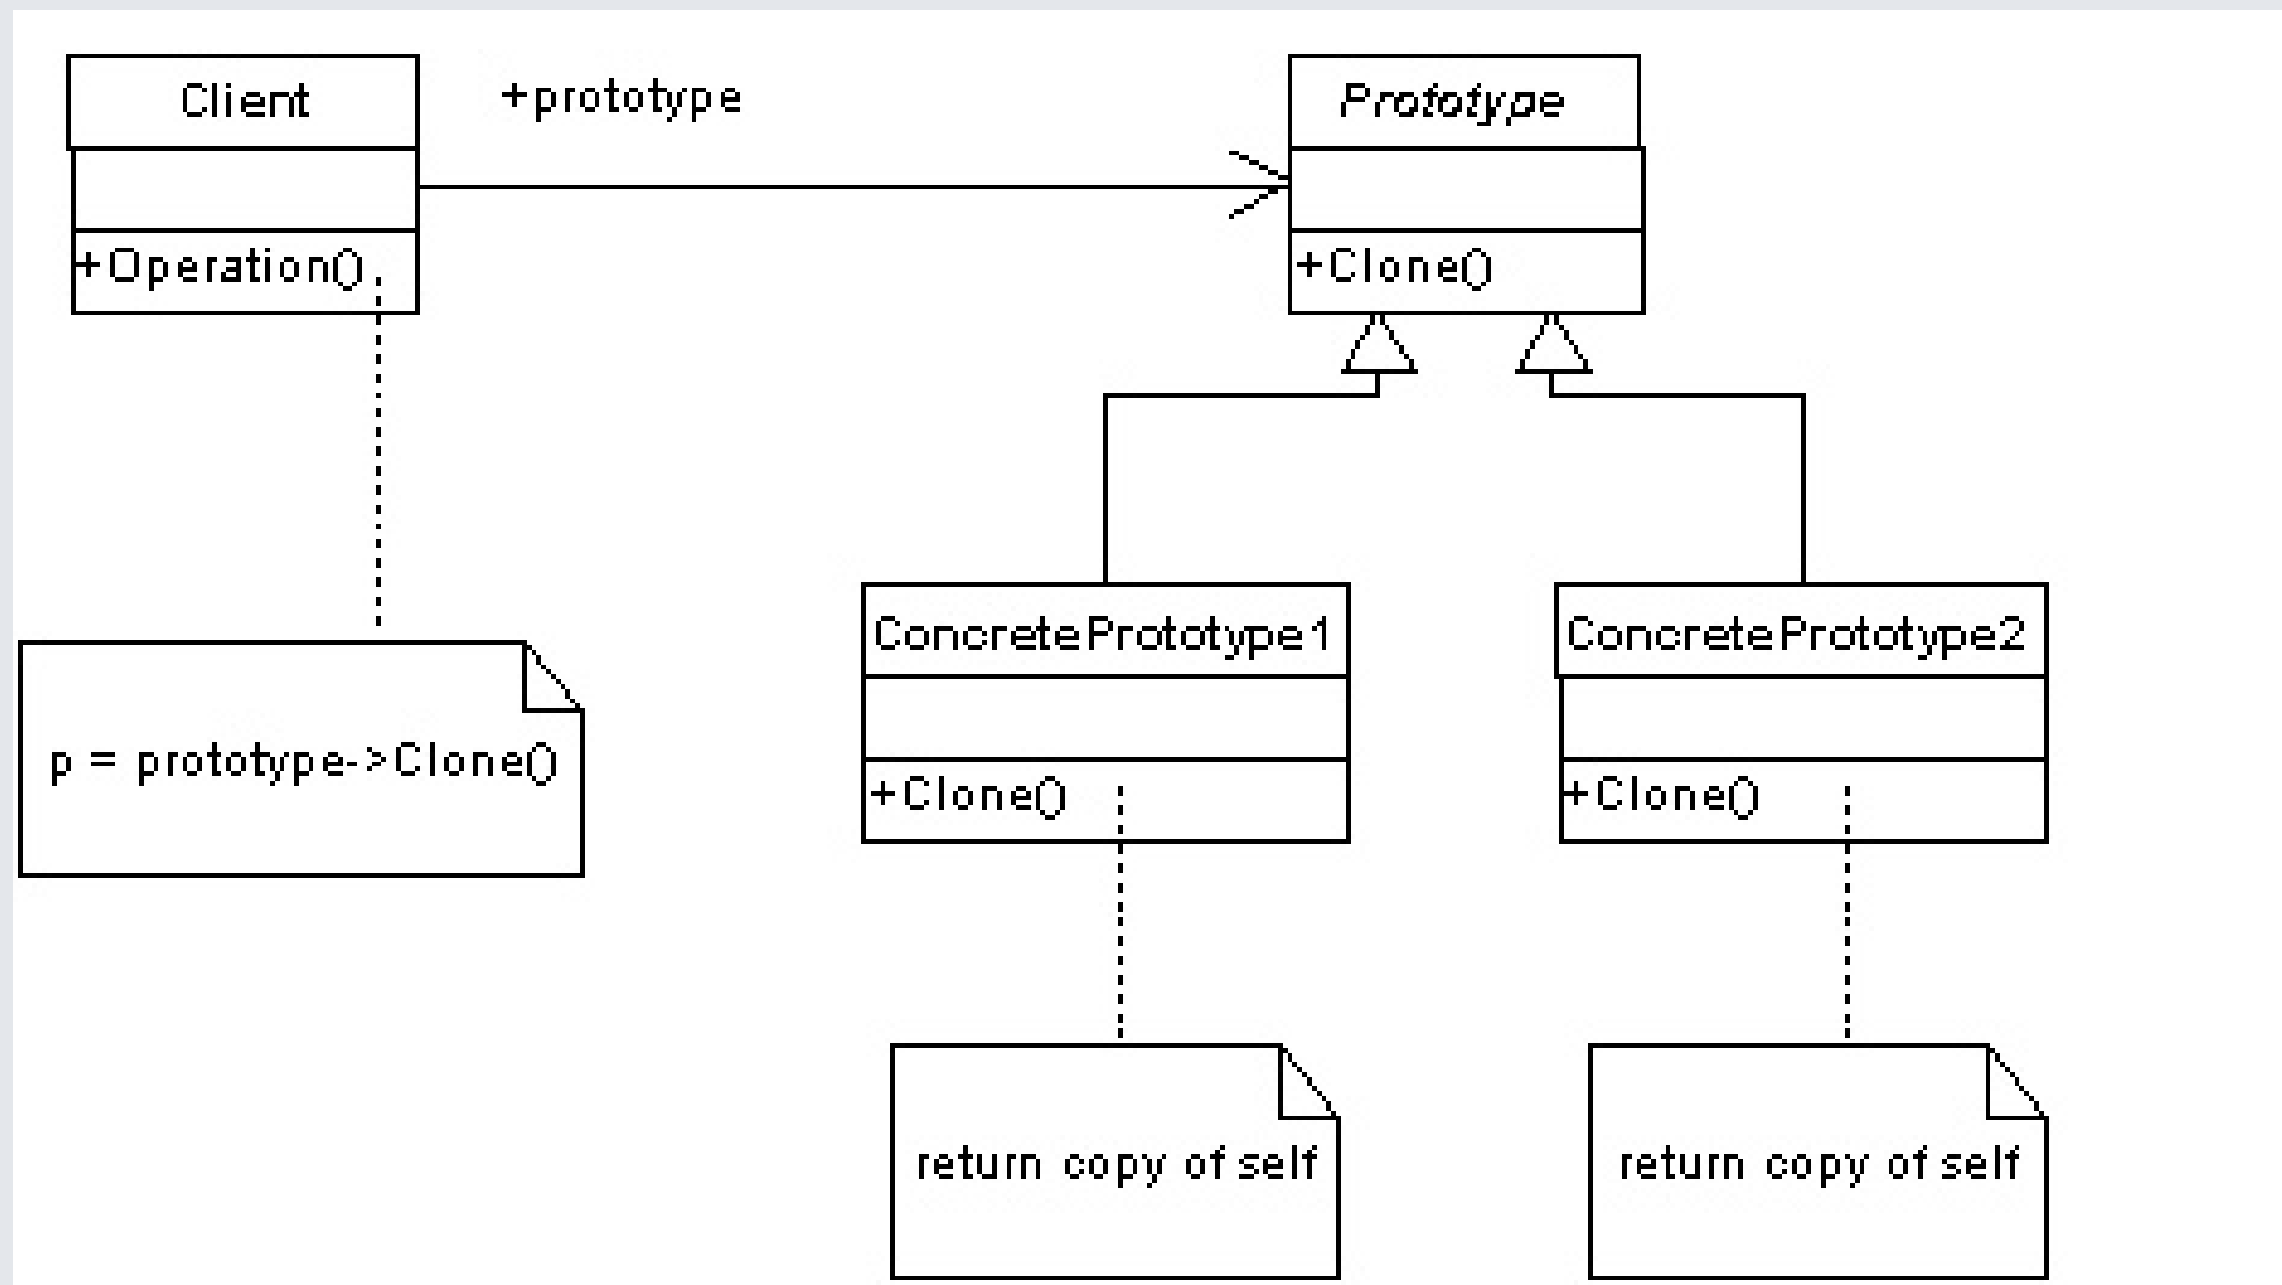 Client
+prototype
Prototype
+Operation()
+Clone()
ConcretePrototype1
ConcretePrototype2
p = prototype->Clone()
+Clone()
+Clone()
return copy of self
return copy of self